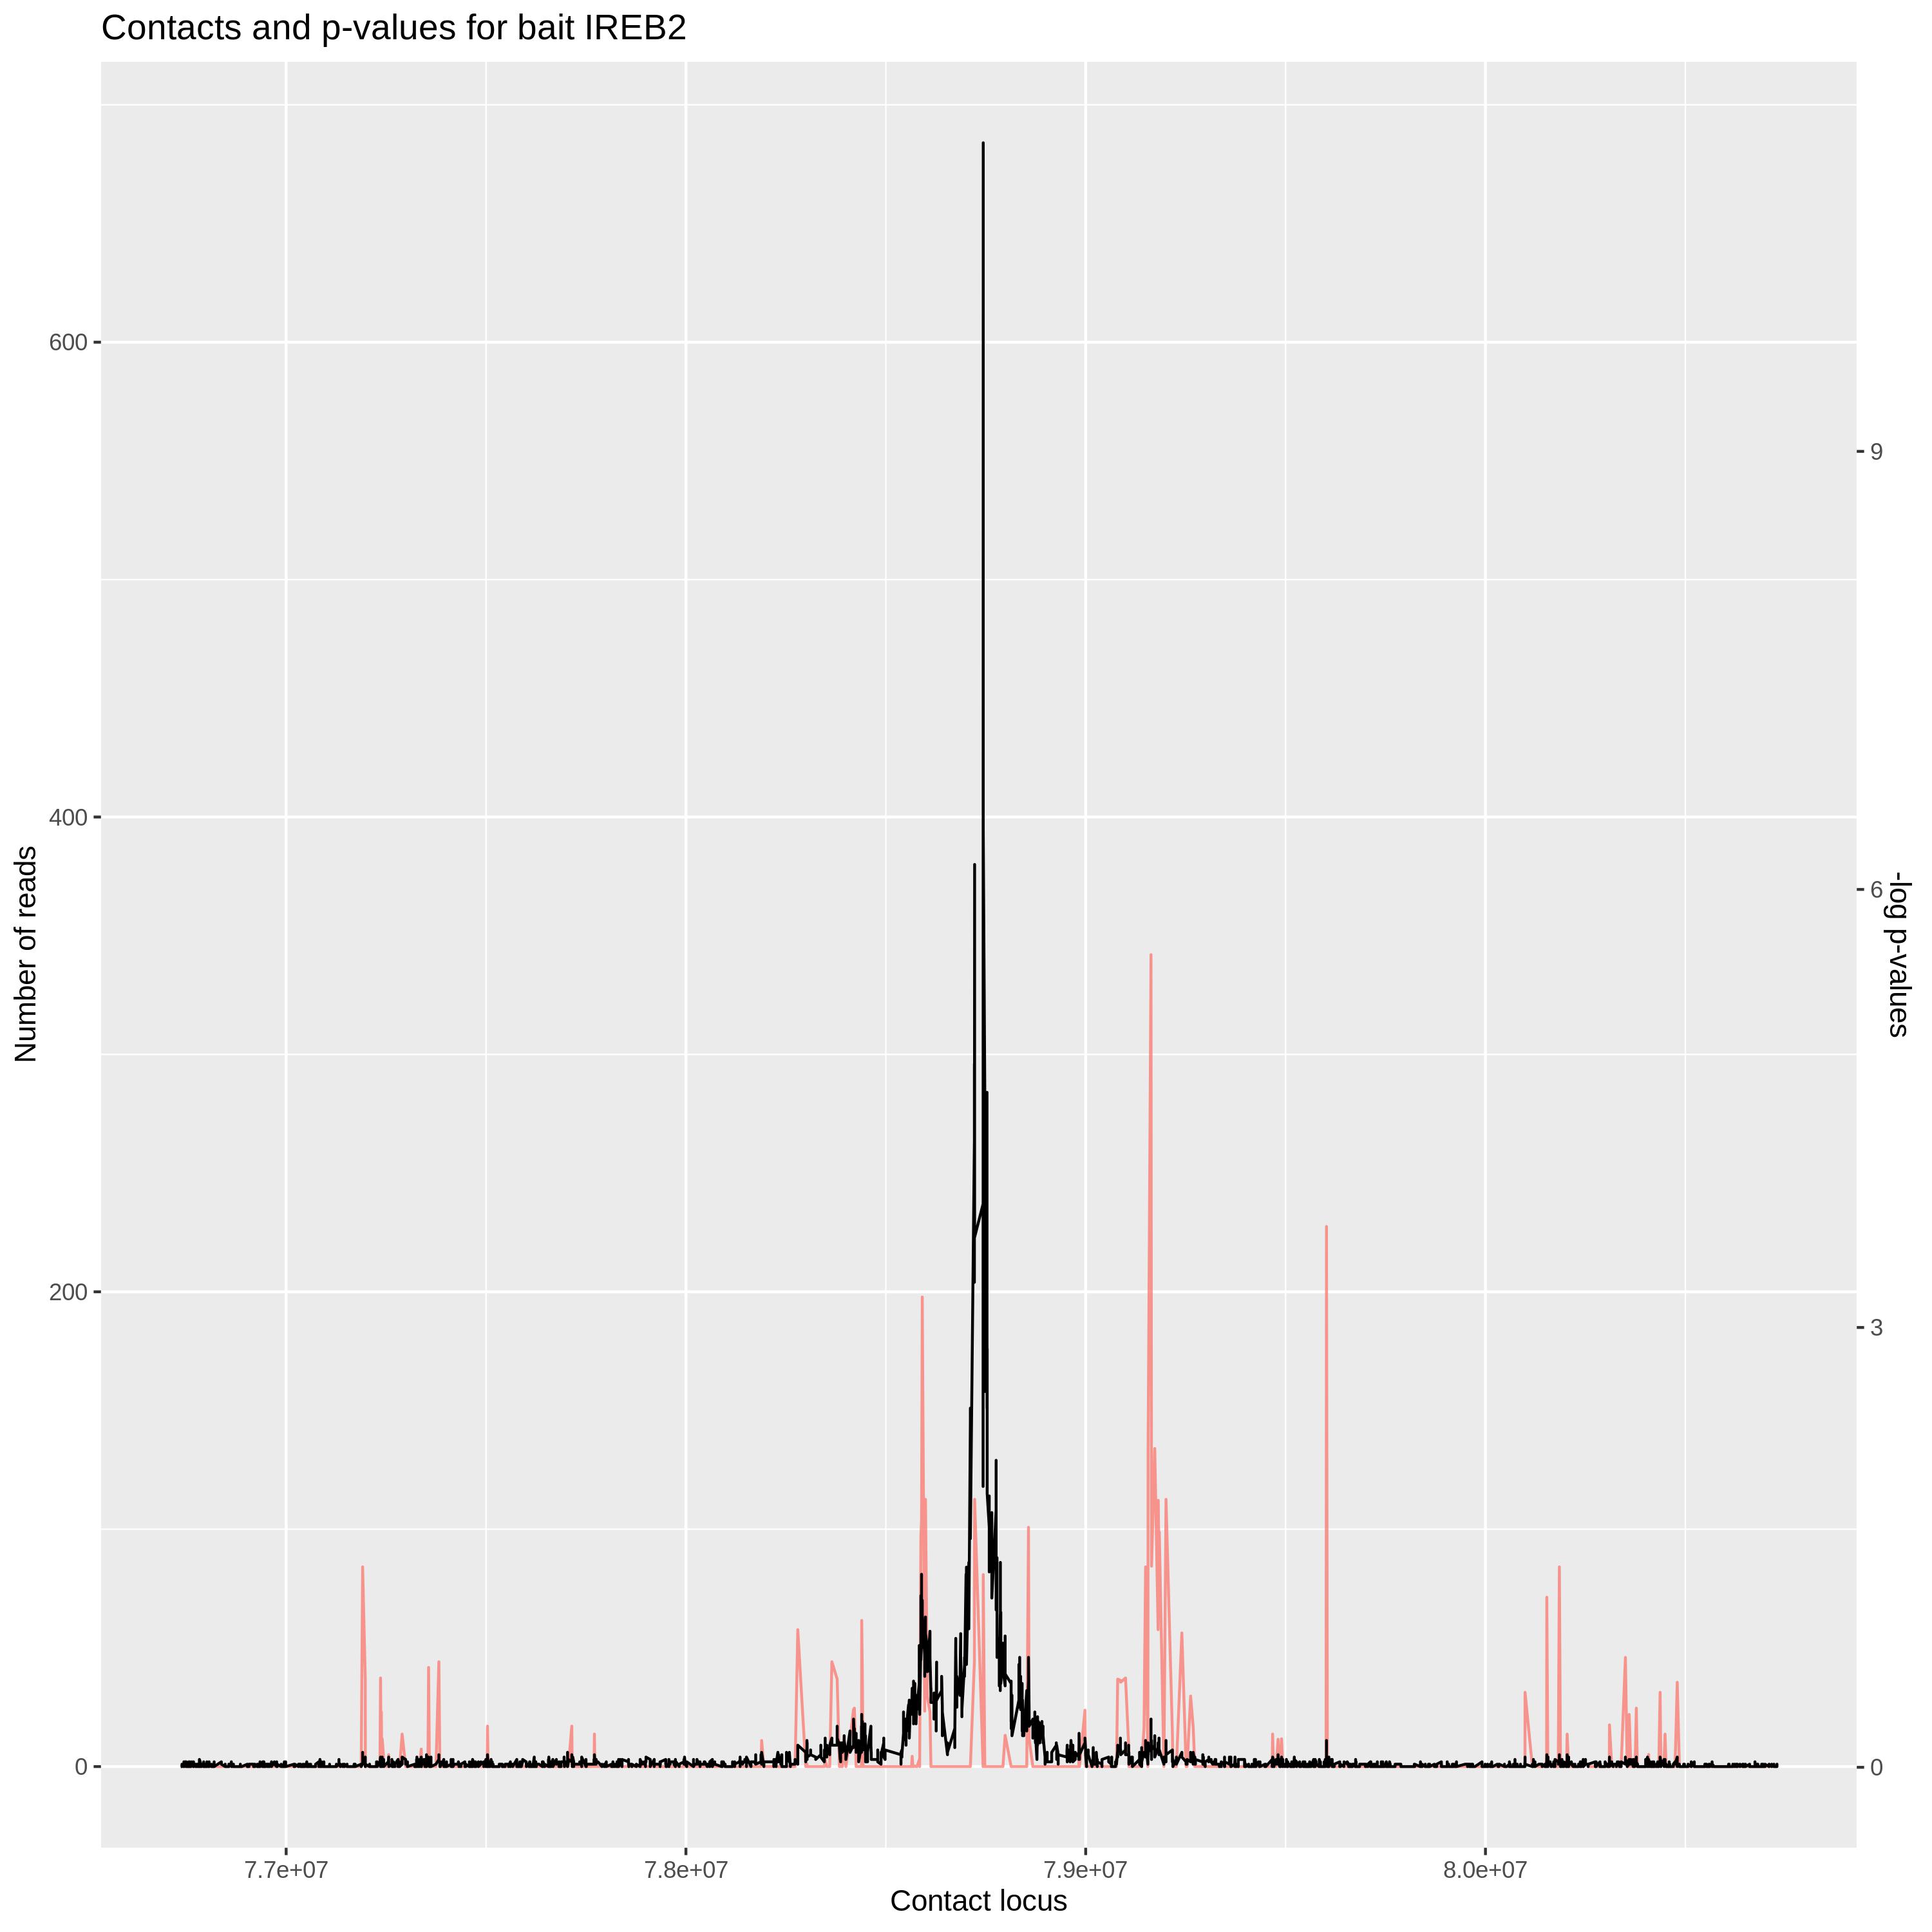 Contacts and p-values for bait IREB2
600
400
200
0
Number of reads
9
6
3
0
-log p-values
7.7e+07
7.8e+07
7.9e+07
8.0e+07
Contact locus